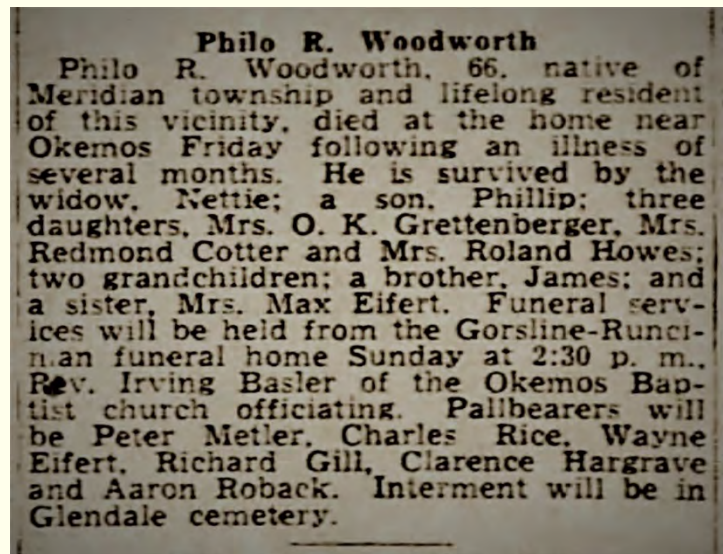 Philo R. Woodworth
Philo R. Woodworth, 66, native of
Meridian township and lifelong resident
of this vicinity, died at the home near
Okemos Friday following an illness of
several months. He is survived by the
widow, Nettie; a son, Phillip; three
daughters, Mrs. O. K. Grettenberger, Mrs.
Redmond Cotter and Mrs. Roland Howes;
two grandchildren; a brother, James; and
a sister, Mrs. Max Eifert. Funeral serv-
ices will be held from the Gorsline-Runci-
man funeral home Sunday at 2:30 p. m.,
Rev. Irving Basler of the Okemos Bap-
tist church officiating. Pallbearers will
be Peter Metler, Charles Rice, Wayne
Eifert, Richard Gill, Clarence Hargrave
and Aaron Roback. Interment will be in
Glendale cemetery.